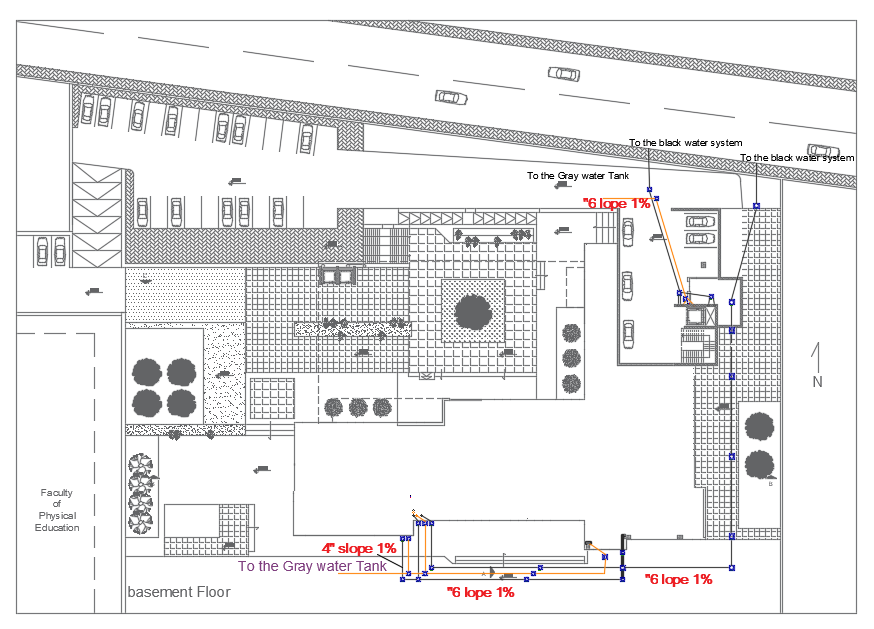 To the black water system
To the black water system
To the Gray water Tank
"6 lope 1%
N
Faculty
of
Physical
Education
4" slope 1%
To the Gray water Tank
"6 lope 1%
"6 lope 1%
basement Floor